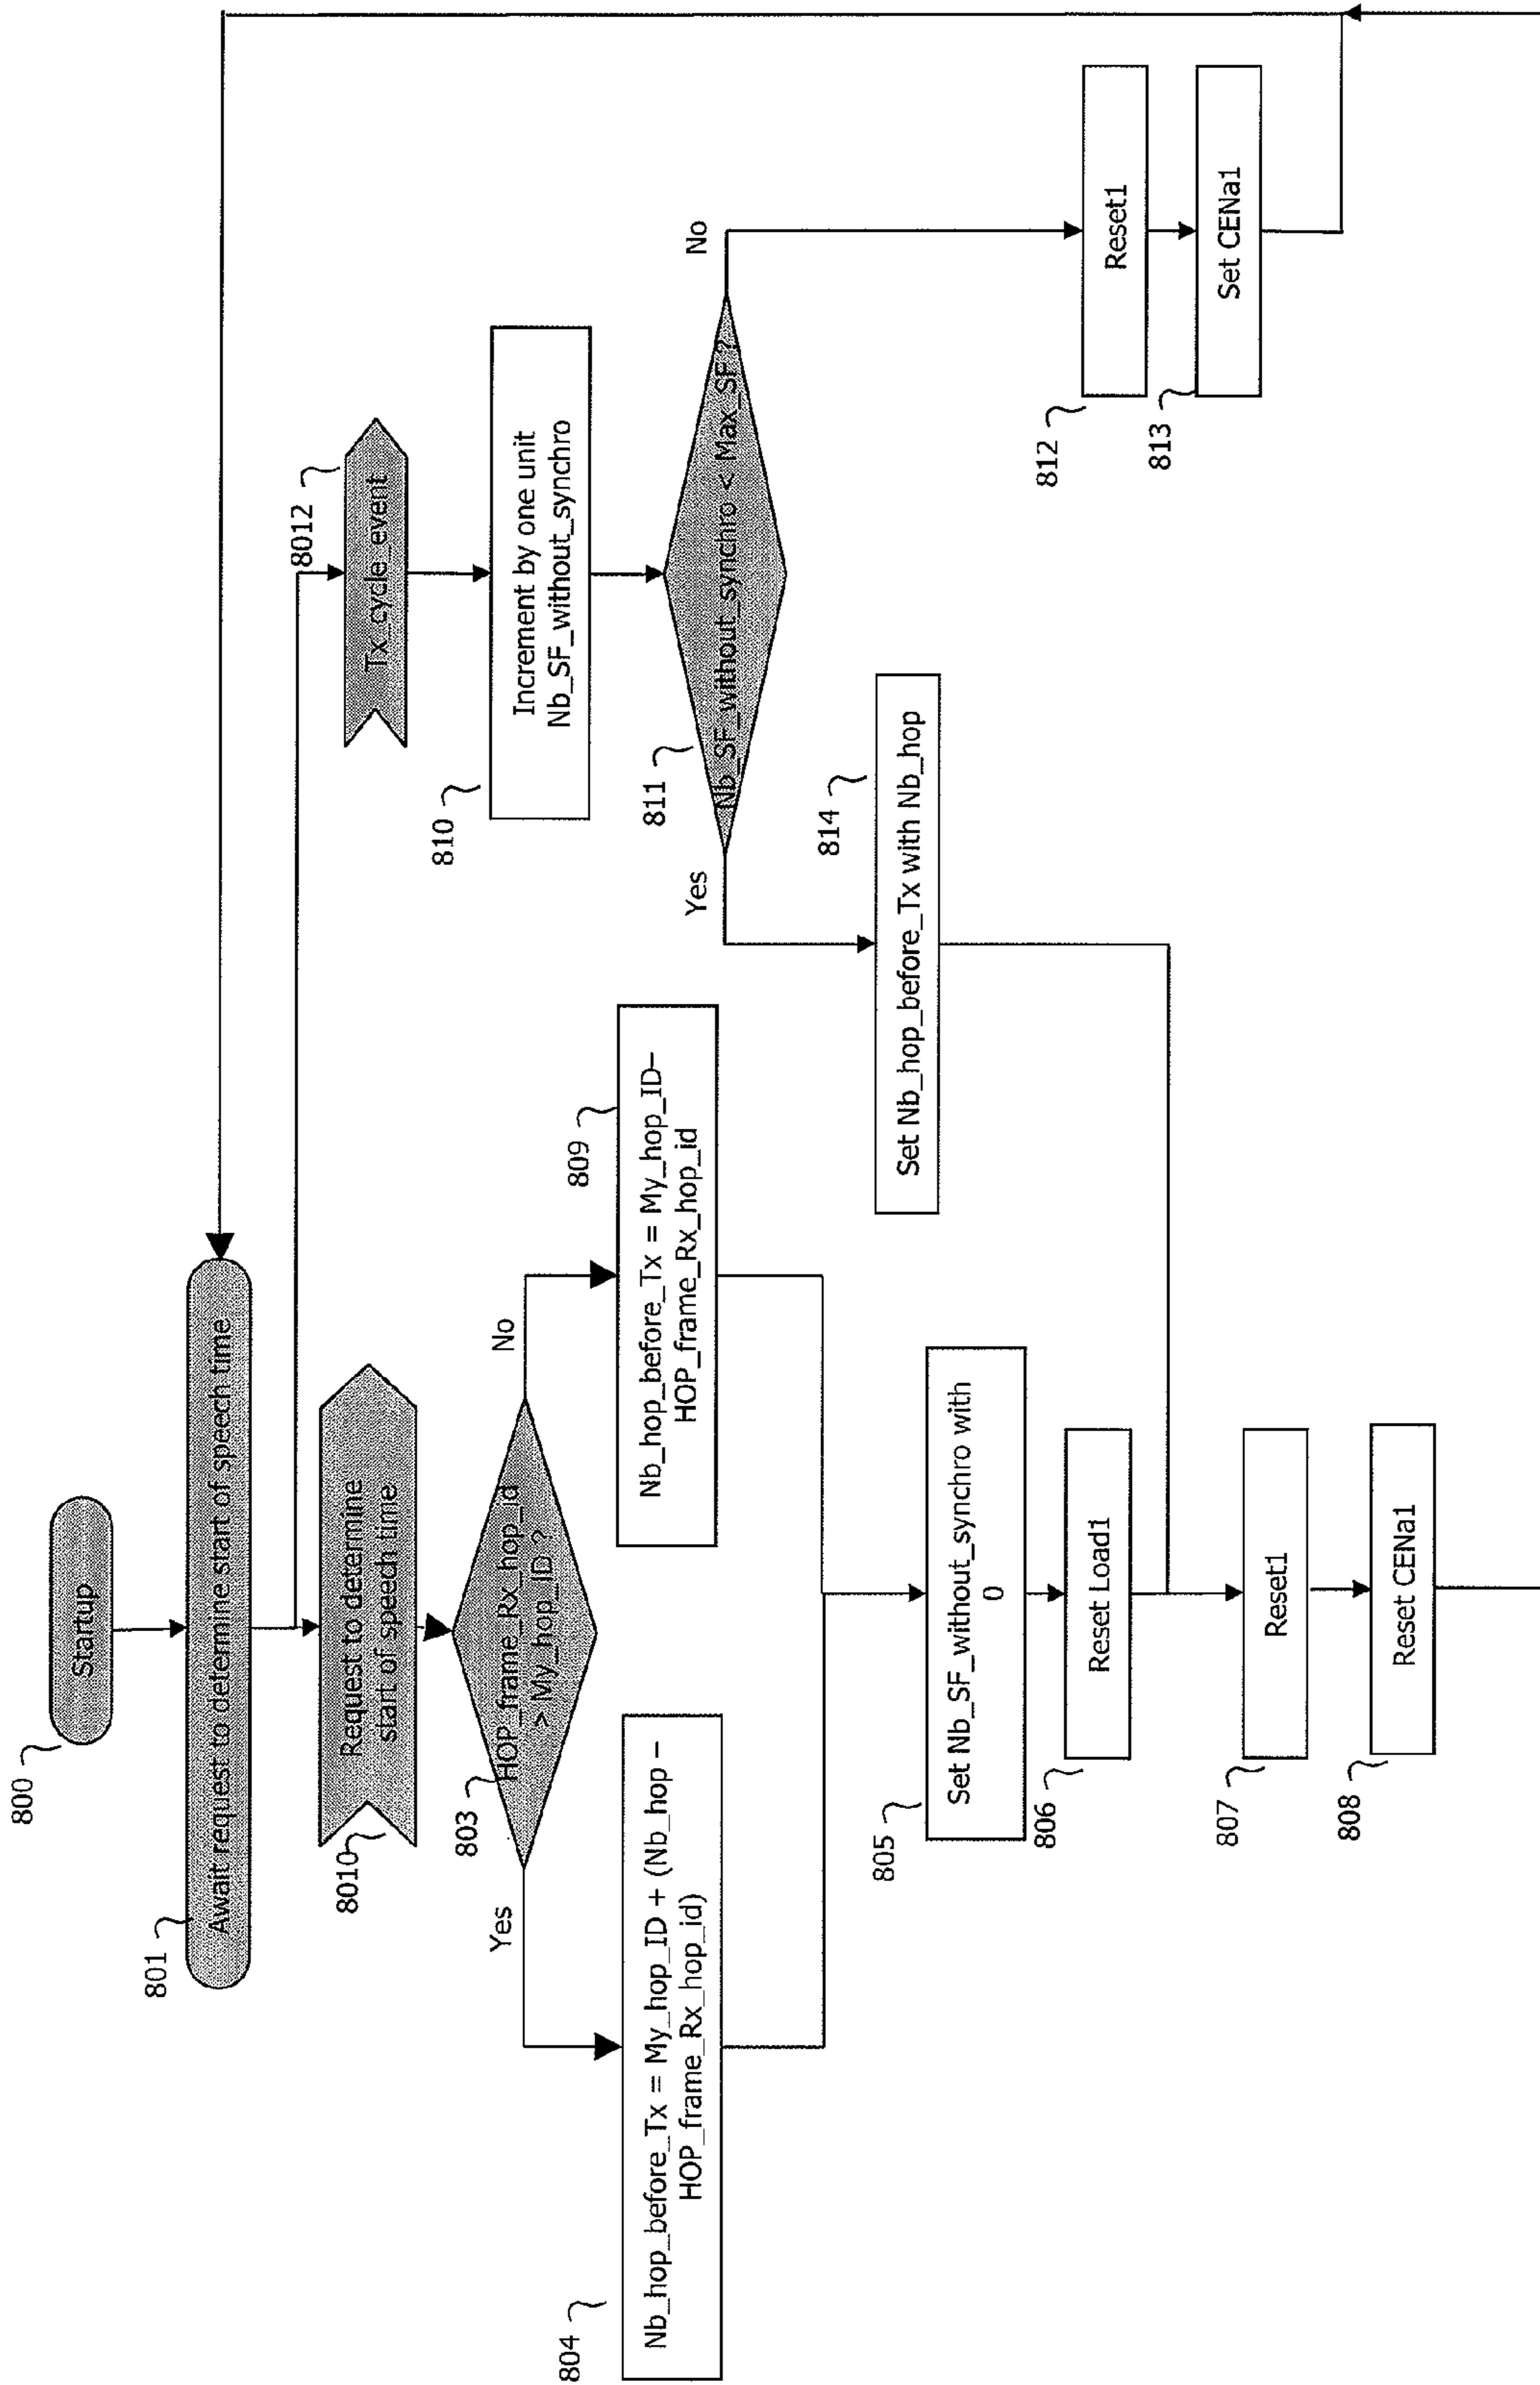 800
Startup
801
Await request to determine start of speech time
8010
Request to determine
start of speech time
8012
Tx_cycle_event
803
HOP_frame_Rx_hop_id
> My_hop_ID ?
Yes
No
810
Increment by one unit
Nb_SF_without_synchro
804
Nb_hop_before_Tx = My_hop_ID + (Nb_hop –
HOP_frame_Rx_hop_id)
809
Nb_hop_before_Tx = My_hop_ID–
HOP_frame_Rx_hop_id
811
Nb_SF_without_synchro < Max_SF ?
Yes
No
814
Set Nb_hop_before_Tx with Nb_hop
805
Set Nb_SF_without_synchro with
0
806
Reset Load1
812
Reset1
813
Set CENa1
807
Reset1
808
Reset CENa1